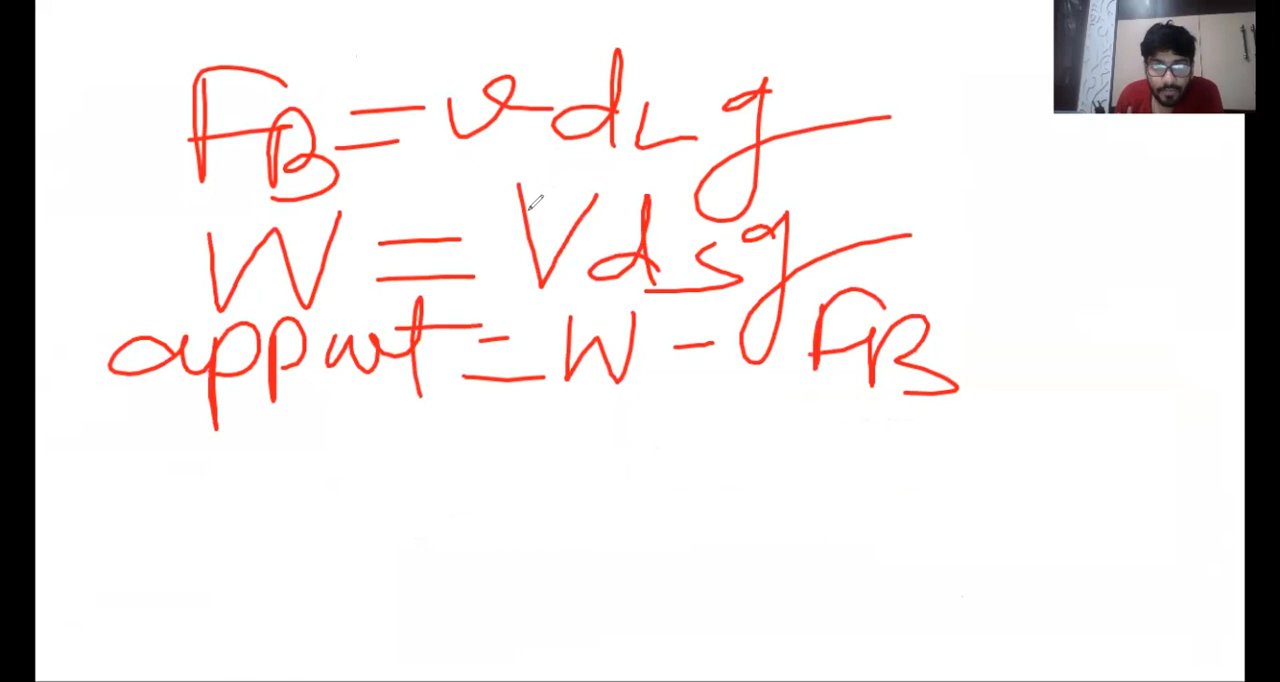 FB = vdLg
W = Vdsg
app wt = W - FB